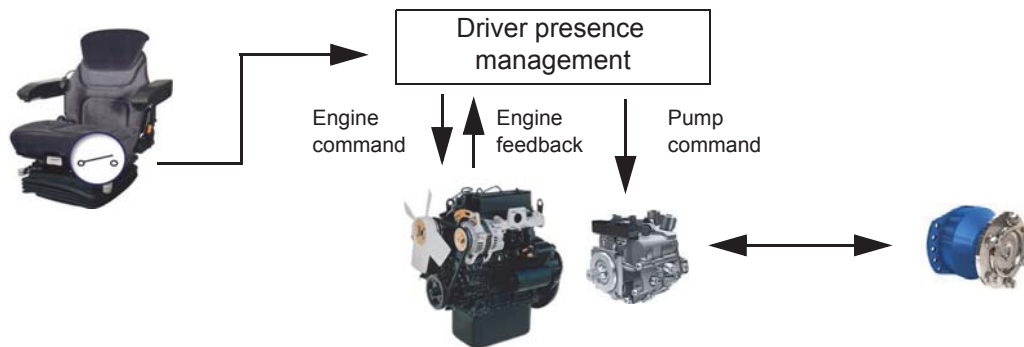 Driver presence
management
Engine
command
Engine
feedback
Pump
command